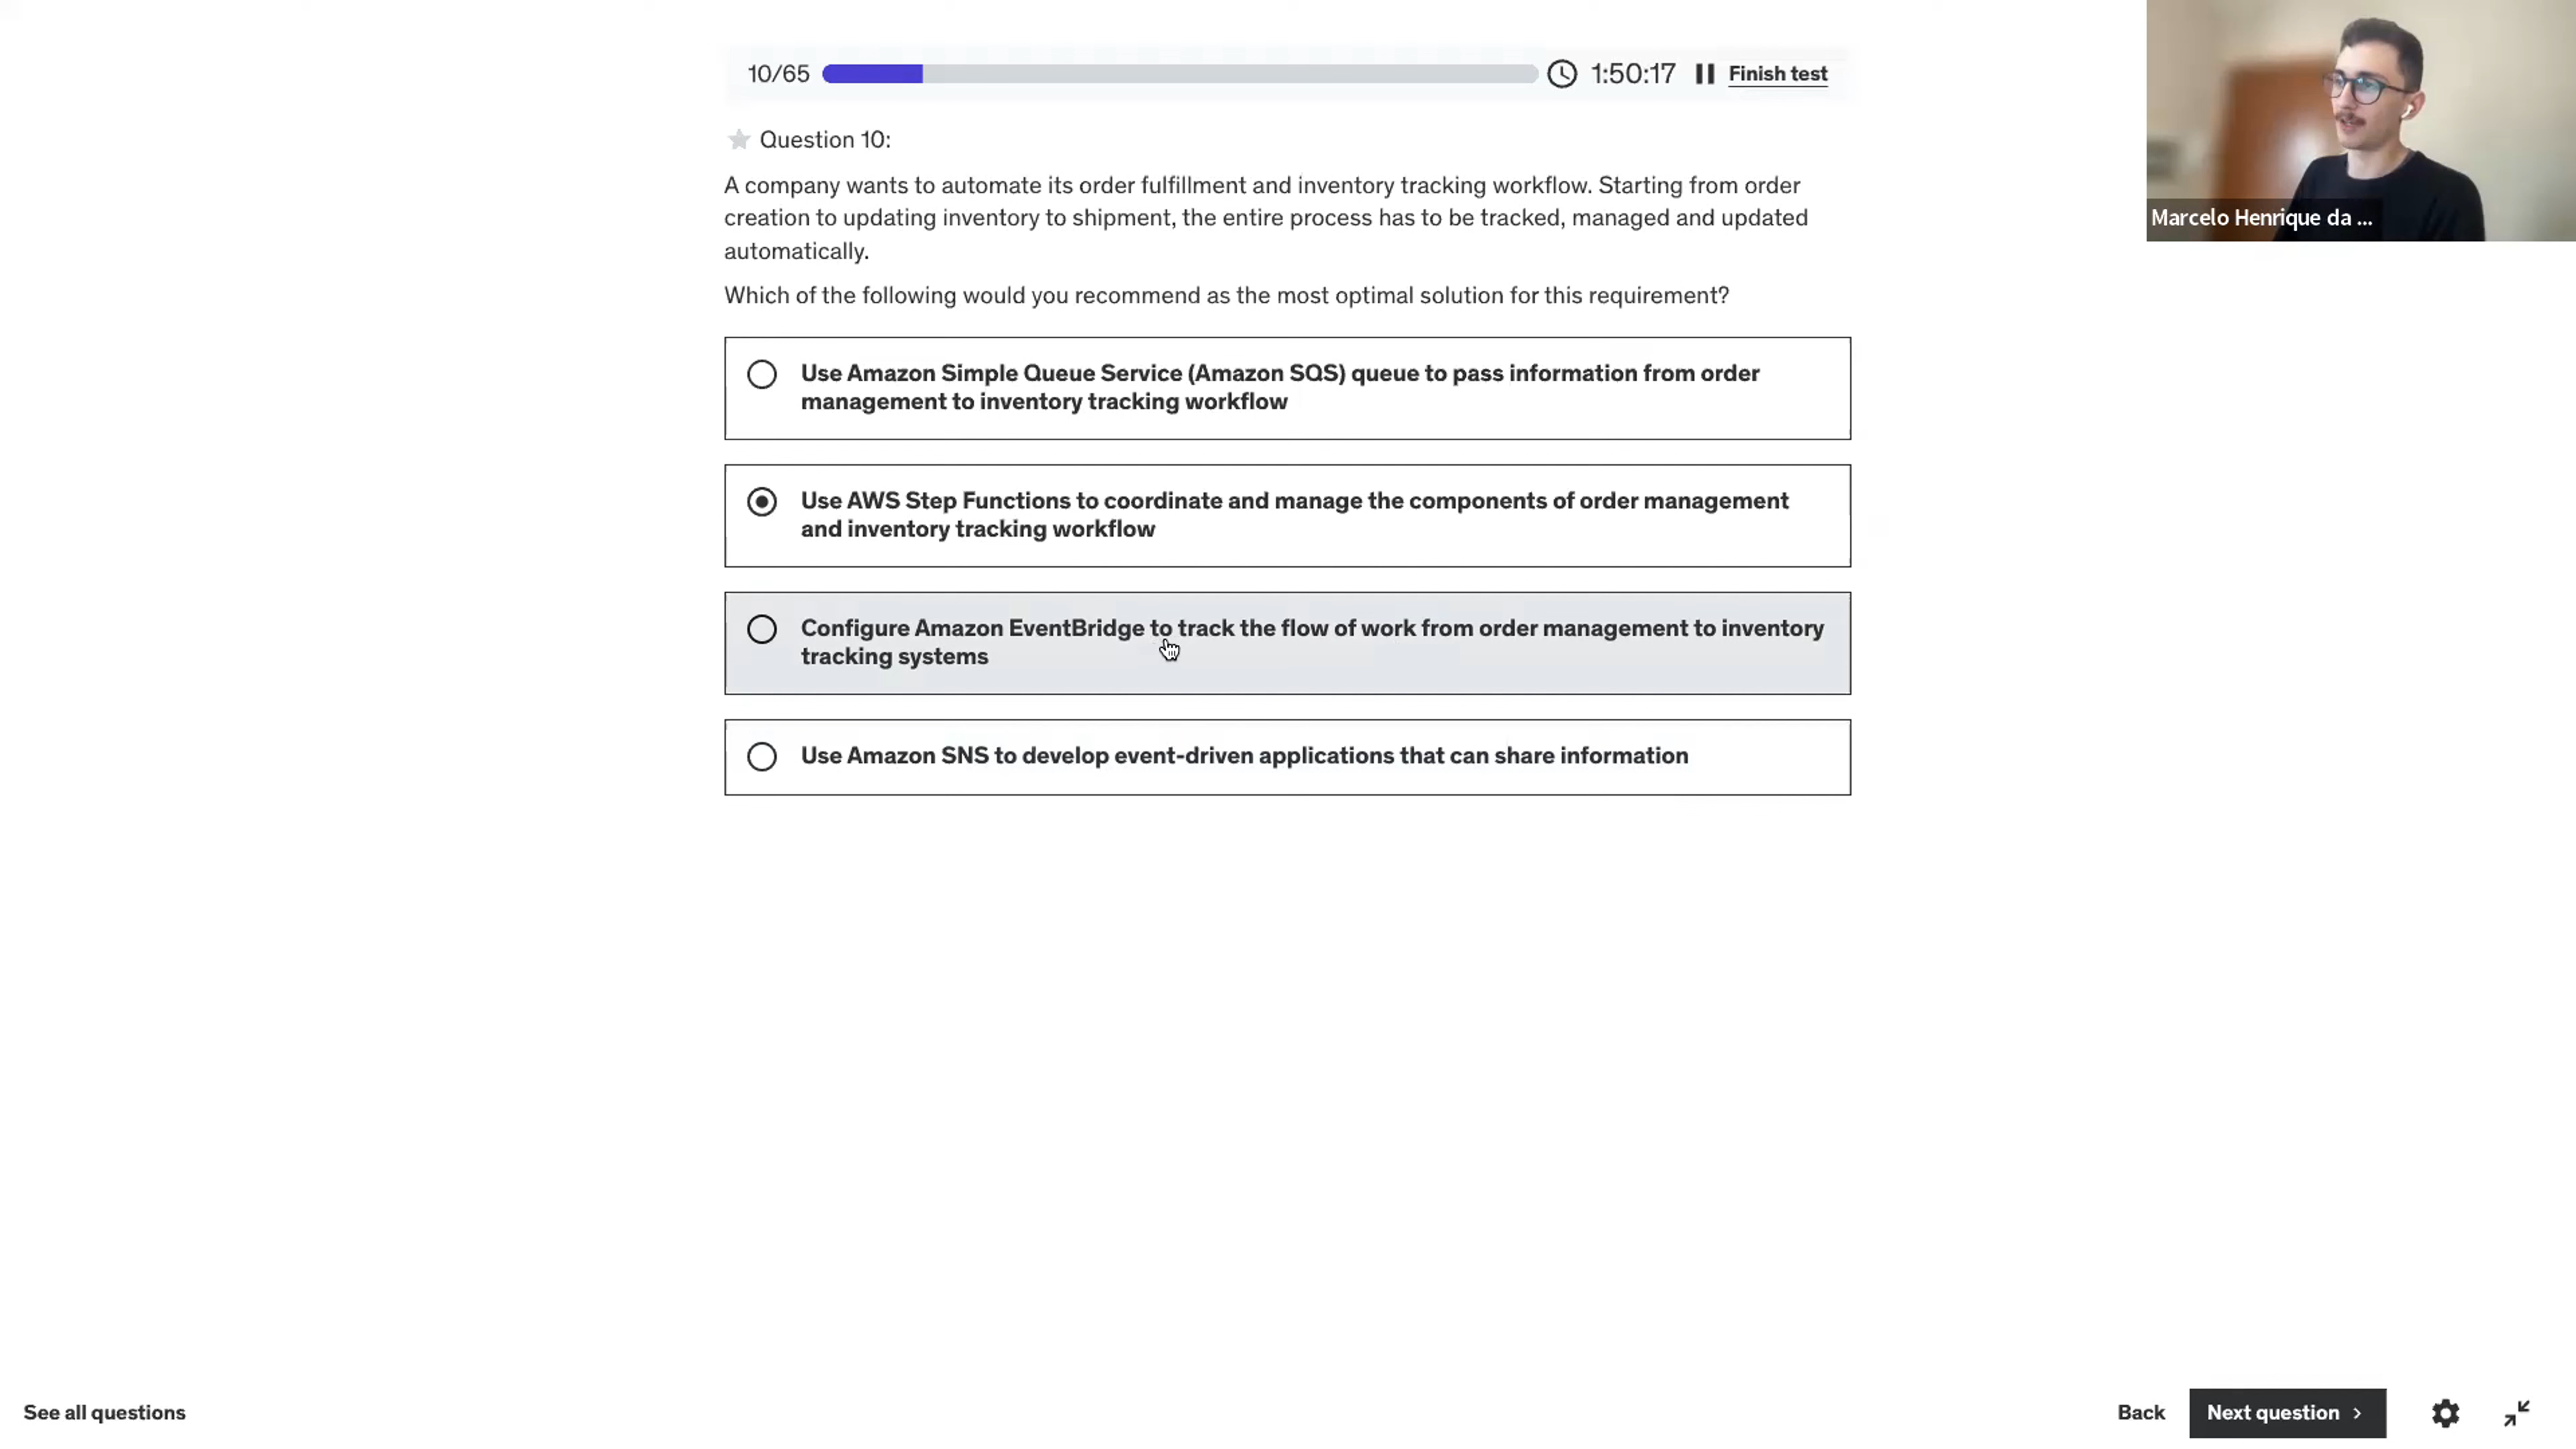 10/65
1:50:17
Finish test
Marcelo Henrique da ...
Question 10:
A company wants to automate its order fulfillment and inventory tracking workflow. Starting from order
creation to updating inventory to shipment, the entire process has to be tracked, managed and updated
automatically.
Which of the following would you recommend as the most optimal solution for this requirement?
Use Amazon Simple Queue Service (Amazon SQS) queue to pass information from order
management to inventory tracking workflow
Use AWS Step Functions to coordinate and manage the components of order management
and inventory tracking workflow
Configure Amazon EventBridge to track the flow of work from order management to inventory
tracking systems
Use Amazon SNS to develop event-driven applications that can share information
See all questions
Back
Next question